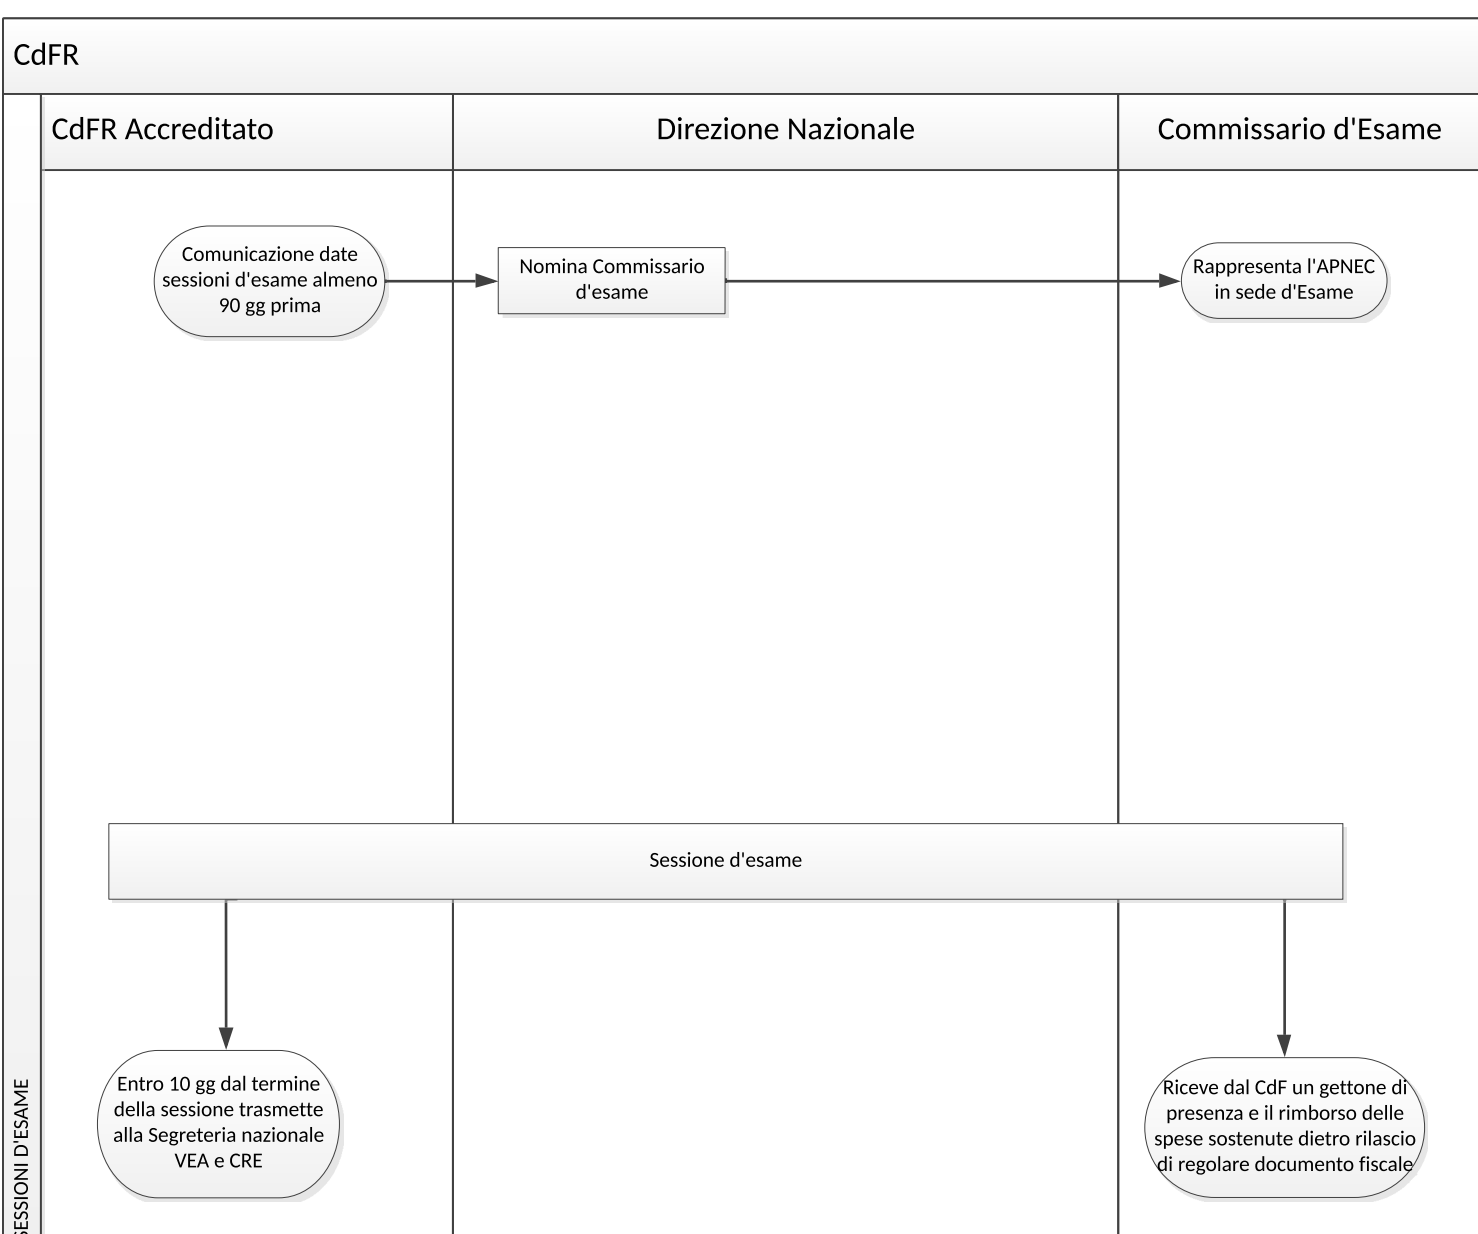 CdFR
CdFR Accreditato
Direzione Nazionale
Commissario d'Esame
Comunicazione date
sessioni d'esame almeno
90 gg prima
Nomina Commissario
d'esame
Rappresenta l'APNEC
in sede d'Esame
Sessione d'esame
Entro 10 gg dal termine
della sessione trasmette
alla Segreteria nazionale
VEA e CRE
Riceve dal CdF un gettone di
presenza e il rimborso delle
spese sostenute dietro rilascio
di regolare documento fiscale
SESSIONI D'ESAME